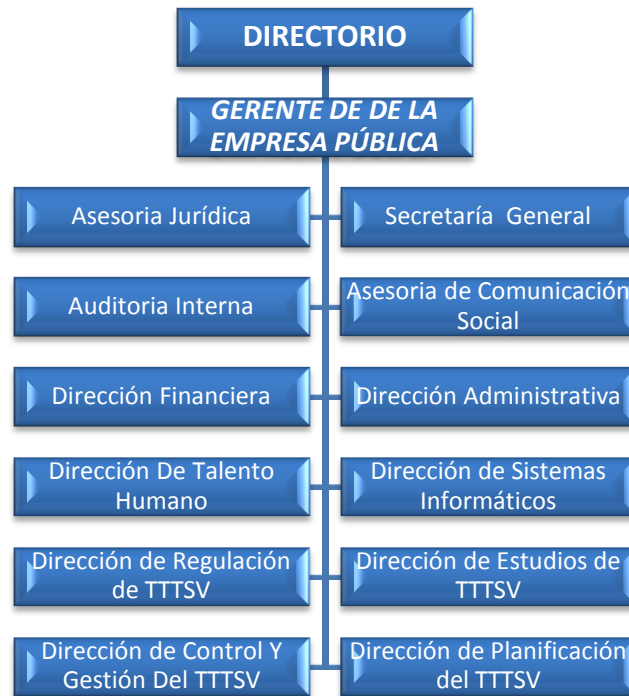 DIRECTORIO
GERENTE DE DE LA
EMPRESA PÚBLICA
Asesoria Jurídica
Secretaría General
Auditoria Interna
Asesoria de Comunicación
Social
Dirección Financiera
Dirección Administrativa
Dirección De Talento
Humano
Dirección de Sistemas
Informáticos
Dirección de Regulación
de TTTSV
Dirección de Estudios de
TTTSV
Dirección de Control Y
Gestión Del TTTSV
Dirección de Planificación
del TTTSV